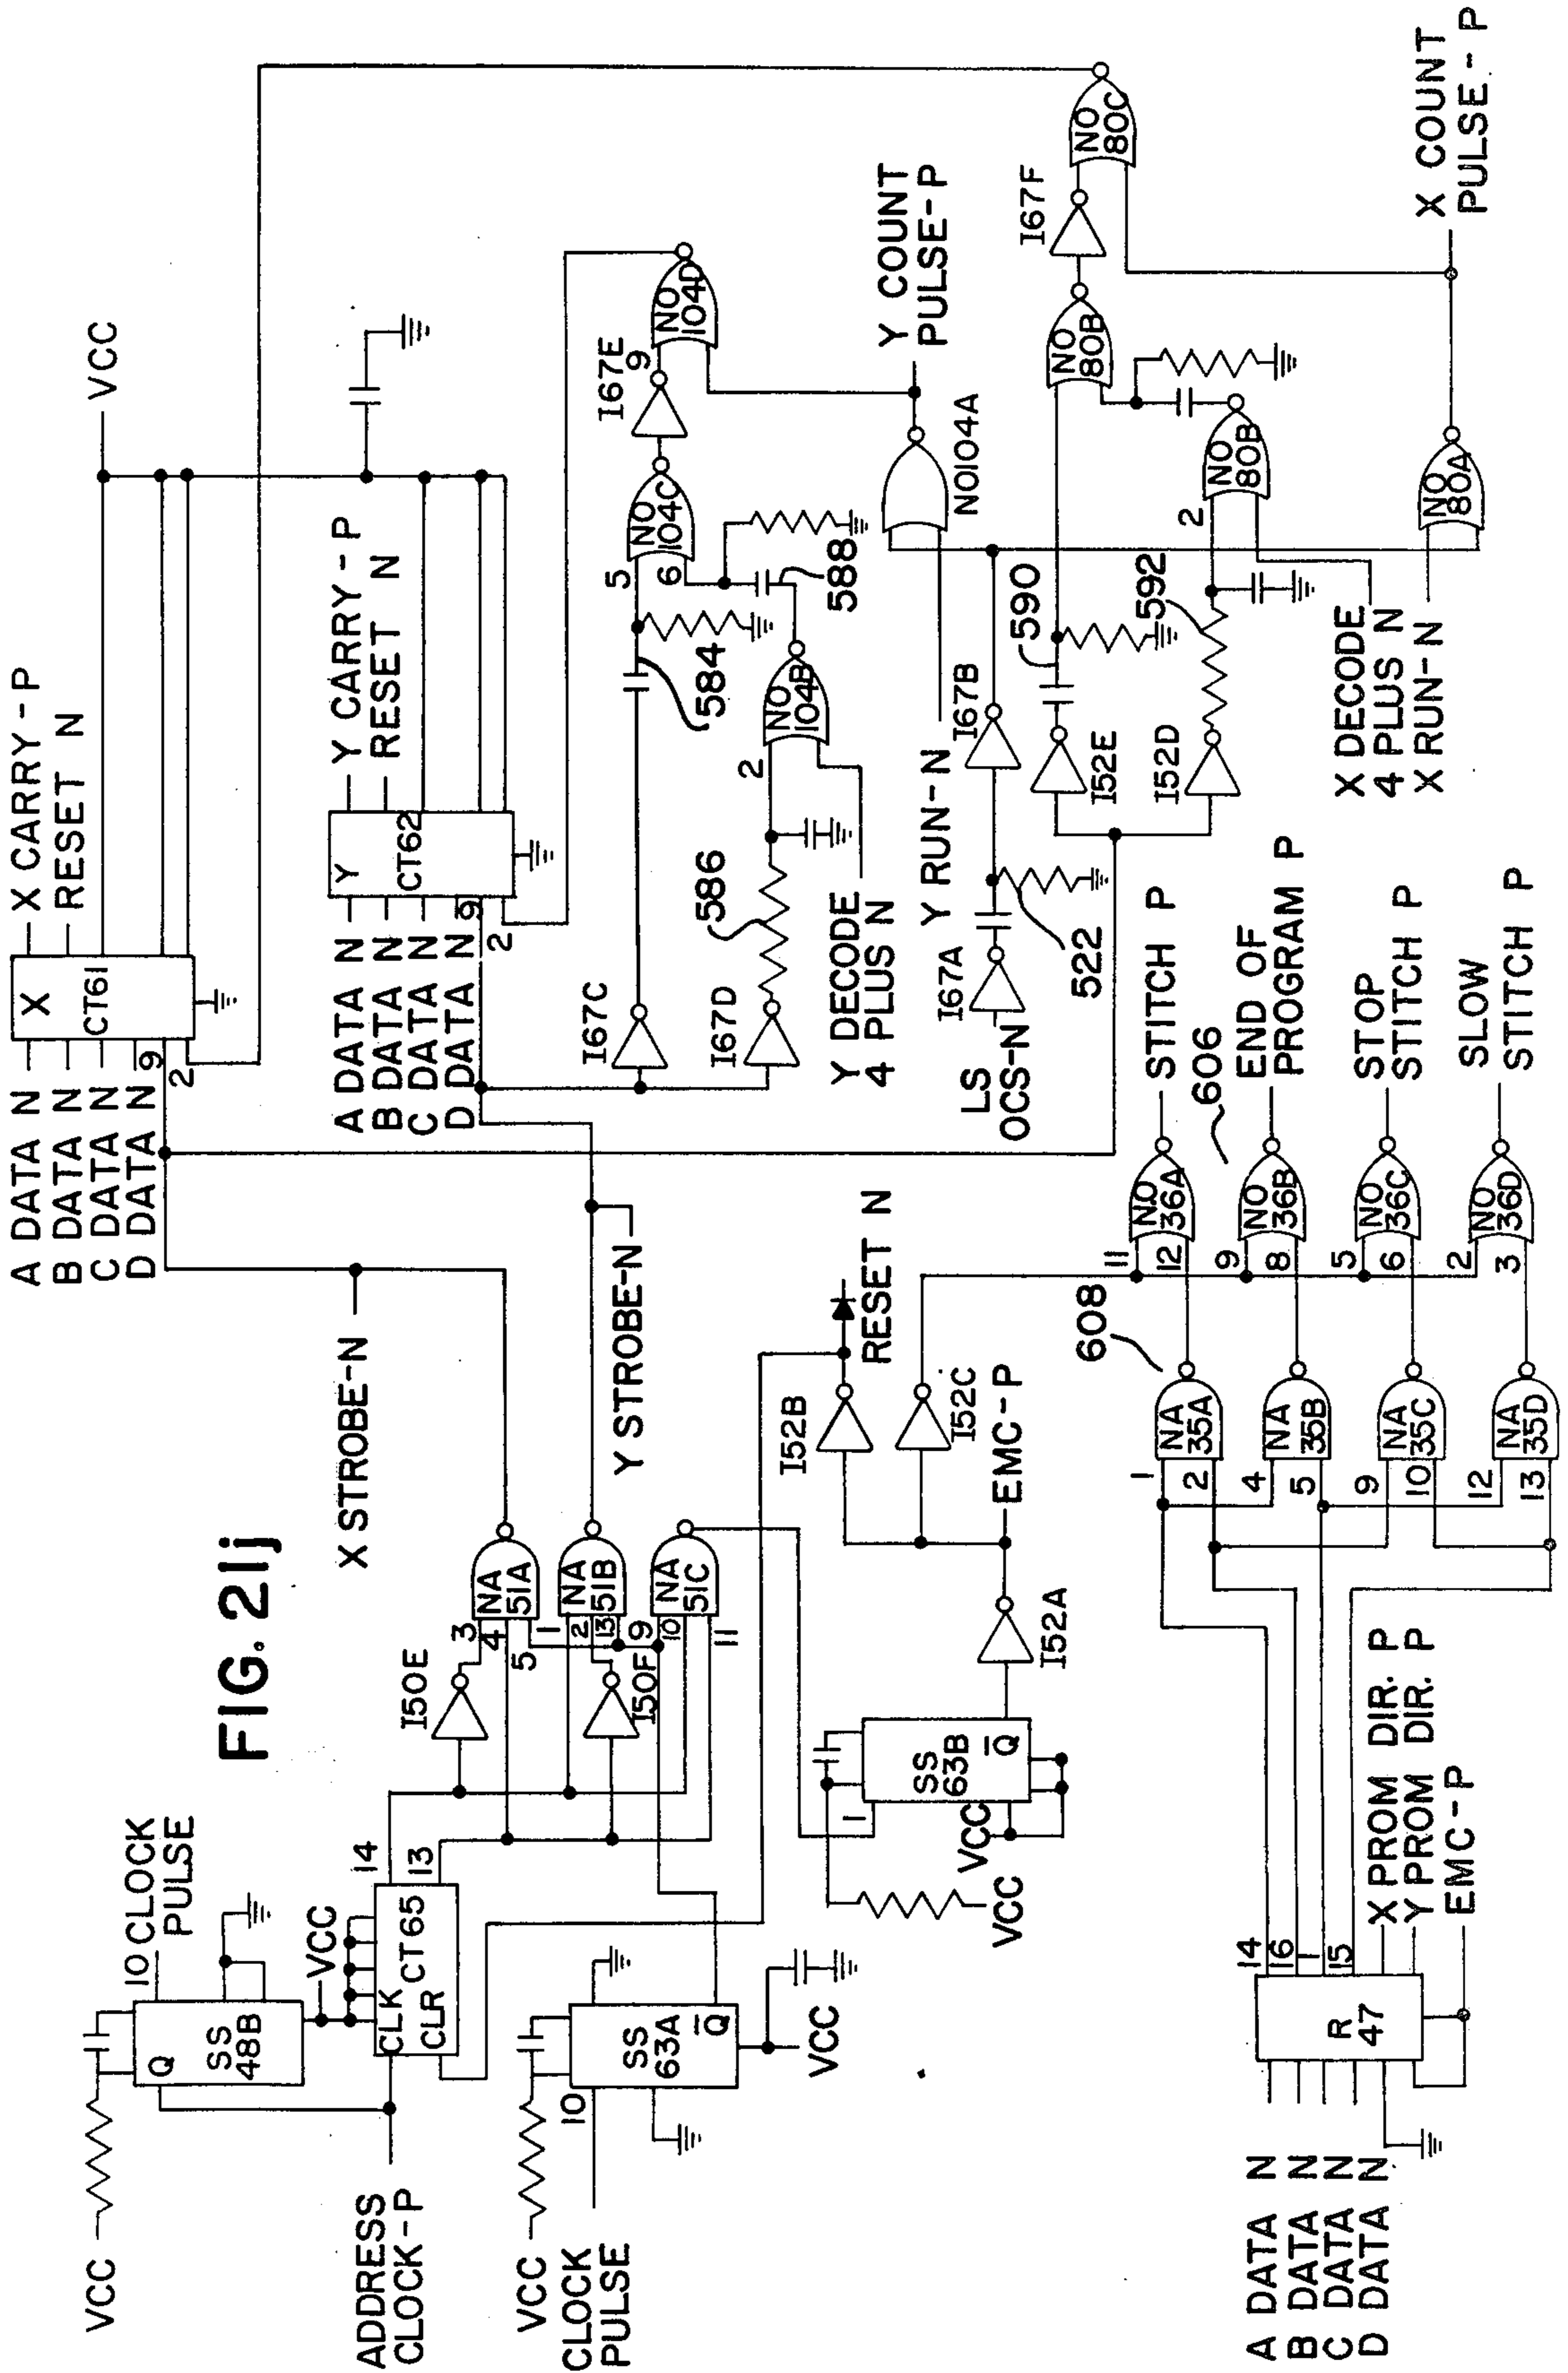 FIG. 21j
A DATA N
B DATA N
C DATA N
D DATA N
9
2
X
CT61
X CARRY-P
RESET N
VCC
A DATA N
B DATA N
C DATA N
D DATA N
9
2
Y
CT62
Y CARRY-P
RESET N
X STROBE-N
Y STROBE-N
VCC
Q
SS
48B
10 CLOCK
PULSE
VCC
ADDRESS
CLOCK-P
CLK
CT65
CLR
14
13
VCC
CLOCK
PULSE
10
SS
63A
Q
VCC
I50E
I50F
3
4
5
NA
51A
1
2
13
NA
51B
9
10
11
NA
51C
1
SS
63B
Q
VCC
VCC
I52A
EMC-P
I52B
I52C
RESET N
I67C
I67D
584
586
2
NO
104B
588
5
6
NO
104C
I67E
9
NO
104D
Y DECODE
4 PLUS N
Y RUN-N
NO104A
Y COUNT
PULSE-P
LS
OCS-N
I67A
522
I67B
I52E
I52D
590
592
2
NO
80B
NO
80B
I67F
NO
80C
X DECODE
4 PLUS N
X RUN-N
NO
80A
X COUNT
PULSE-P
A DATA N
B DATA N
C DATA N
D DATA N
R
47
14
16
1
15
X PROM DIR. P
Y PROM DIR. P
EMC-P
608
1
2
NA
35A
4
5
NA
35B
9
10
NA
35C
12
13
NA
35D
606
11
12
NO
36A
STITCH P
9
8
NO
36B
END OF
PROGRAM P
5
6
NO
36C
STOP
STITCH P
2
3
NO
36D
SLOW
STITCH P